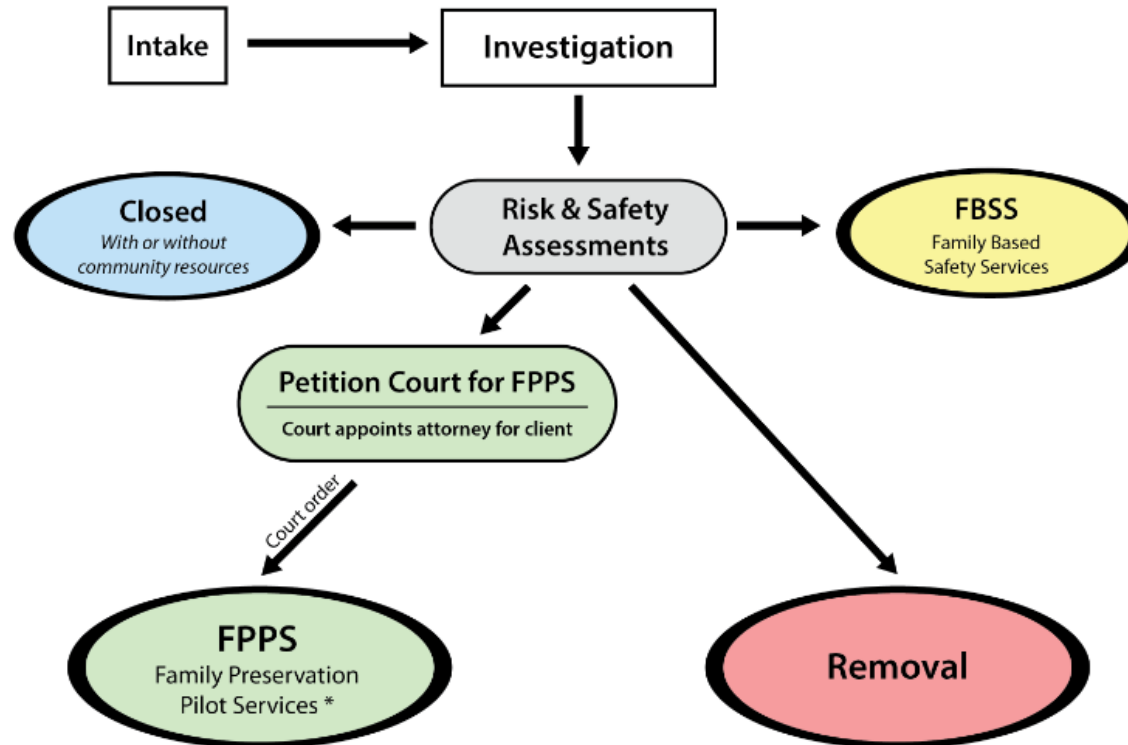 Intake
Investigation
Closed
With or without
community resources
Risk & Safety
Assessments
FBSS
Family Based
Safety Services
Petition Court for FPPS
Court appoints attorney for client
Court order
FPPS
Family Preservation
Pilot Services *
Removal